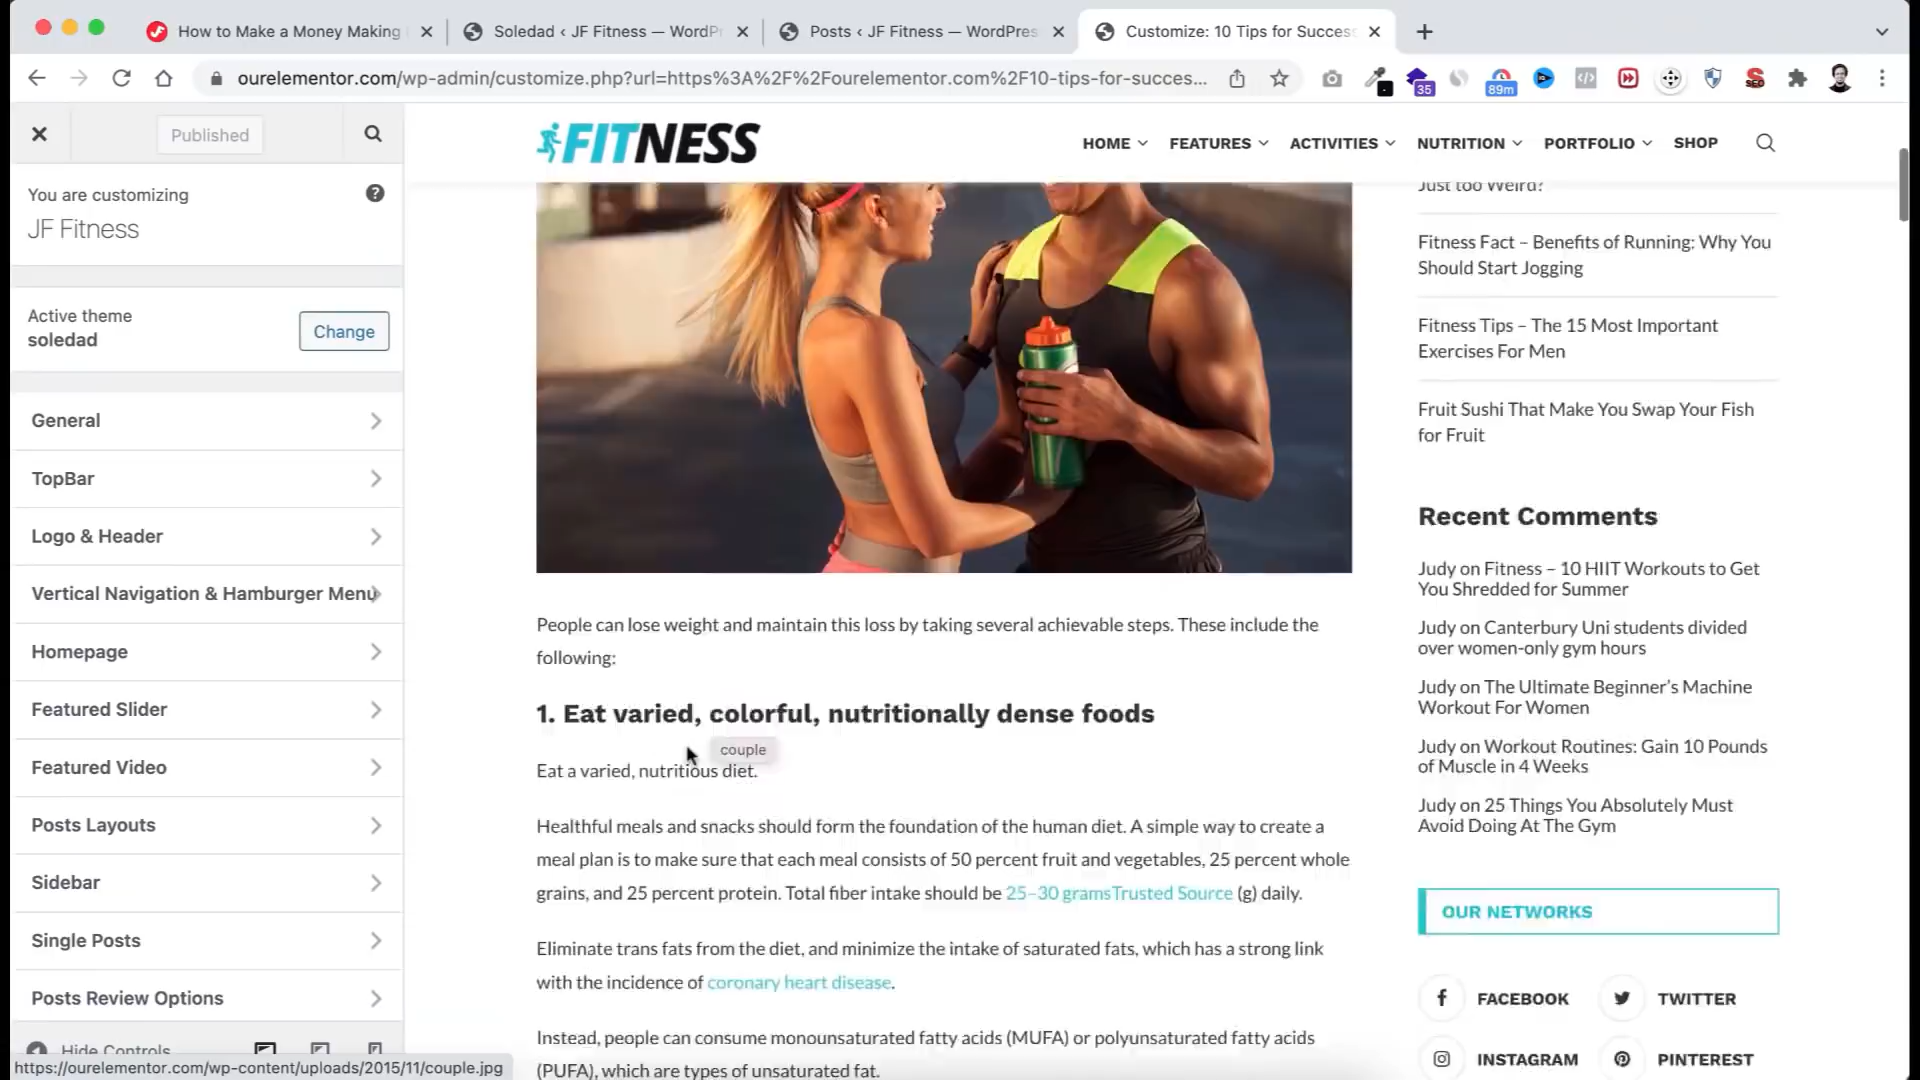 How to Make a Money Making
Soledad ‹ JF Fitness — WordPr
Posts ‹ JF Fitness — WordPres
Customize: 10 Tips for Succes
ourelementor.com/wp-admin/customize.php?url=https%3A%2F%2Fourelementor.com%2F10-tips-for-succes...
35
89m
SEO
Published
You are customizing
JF Fitness
Active theme
soledad
Change
General
TopBar
Logo & Header
Vertical Navigation & Hamburger Menu
Homepage
Featured Slider
Featured Video
Posts Layouts
Sidebar
Single Posts
Posts Review Options
Hide Controls
https://ourelementor.com/wp-content/uploads/2015/11/couple.jpg
FITNESS
HOME
FEATURES
ACTIVITIES
NUTRITION
PORTFOLIO
SHOP
People can lose weight and maintain this loss by taking several achievable steps. These include the
following:
1. Eat varied, colorful, nutritionally dense foods
couple
Eat a varied, nutritious diet.
Healthful meals and snacks should form the foundation of the human diet. A simple way to create a
meal plan is to make sure that each meal consists of 50 percent fruit and vegetables, 25 percent whole
grains, and 25 percent protein. Total fiber intake should be 25–30 gramsTrusted Source (g) daily.
Eliminate trans fats from the diet, and minimize the intake of saturated fats, which has a strong link
with the incidence of coronary heart disease.
Instead, people can consume monounsaturated fatty acids (MUFA) or polyunsaturated fatty acids
(PUFA), which are types of unsaturated fat.
Just too Weird?
Fitness Fact – Benefits of Running: Why You
Should Start Jogging
Fitness Tips – The 15 Most Important
Exercises For Men
Fruit Sushi That Make You Swap Your Fish
for Fruit
Recent Comments
Judy on Fitness – 10 HIIT Workouts to Get
You Shredded for Summer
Judy on Canterbury Uni students divided
over women-only gym hours
Judy on The Ultimate Beginner's Machine
Workout For Women
Judy on Workout Routines: Gain 10 Pounds
of Muscle in 4 Weeks
Judy on 25 Things You Absolutely Must
Avoid Doing At The Gym
OUR NETWORKS
FACEBOOK
TWITTER
INSTAGRAM
PINTEREST